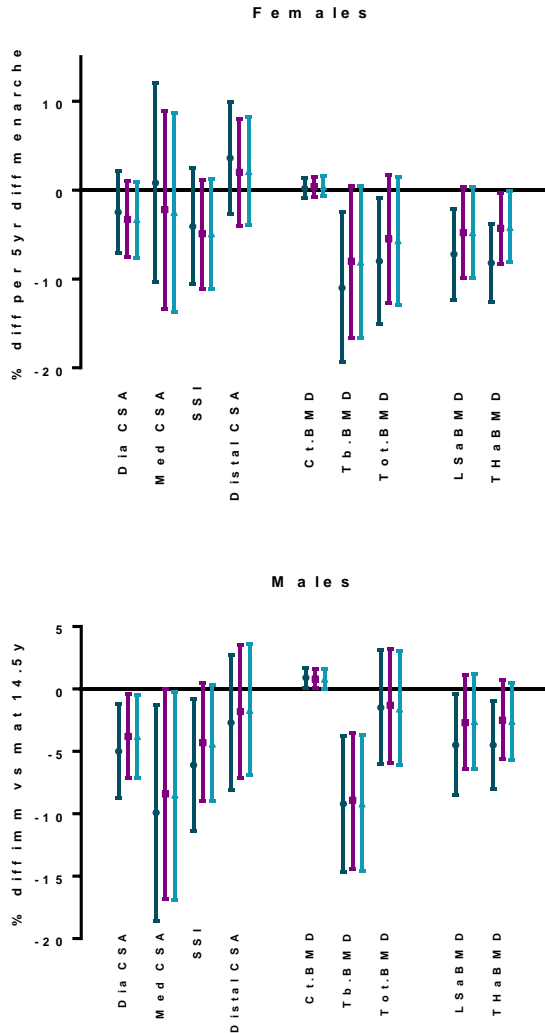 Females
% diff per 5yr diff menarche
10
0
-10
-20
Dia CSA
Med CSA
SSI
Distal CSA
Ct.BMD
Tb.BMD
Tot.BMD
LSaBMD
THaBMD
Males
% diff imm vs mat at 14.5y
5
0
-5
-10
-15
-20
Dia CSA
Med CSA
SSI
Distal CSA
Ct.BMD
Tb.BMD
Tot.BMD
LSaBMD
THaBMD